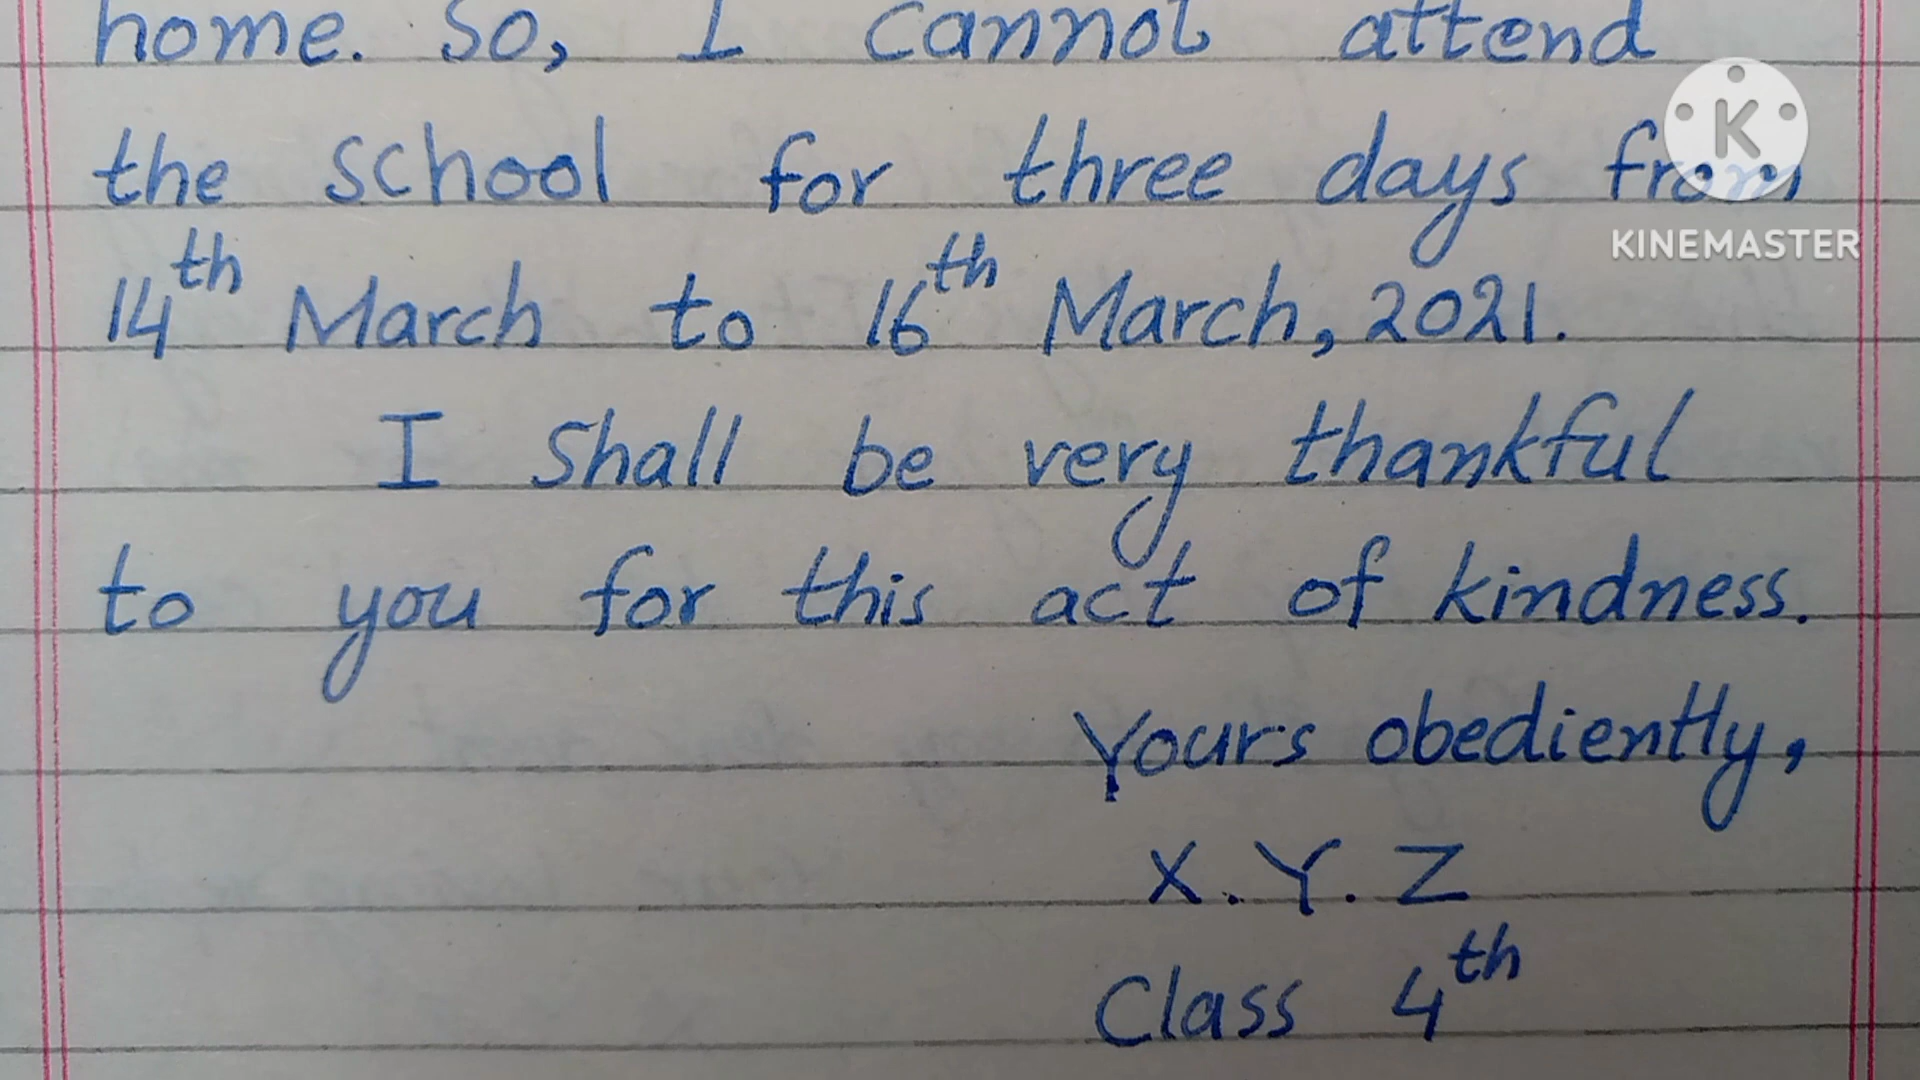 home. So, I cannot attend
the school for three days from
14th March to 16th March, 2021.
I Shall be very thankful
to you for this act of kindness.
Yours obediently,
X.Y.Z
Class 4th
K
KINEMASTER